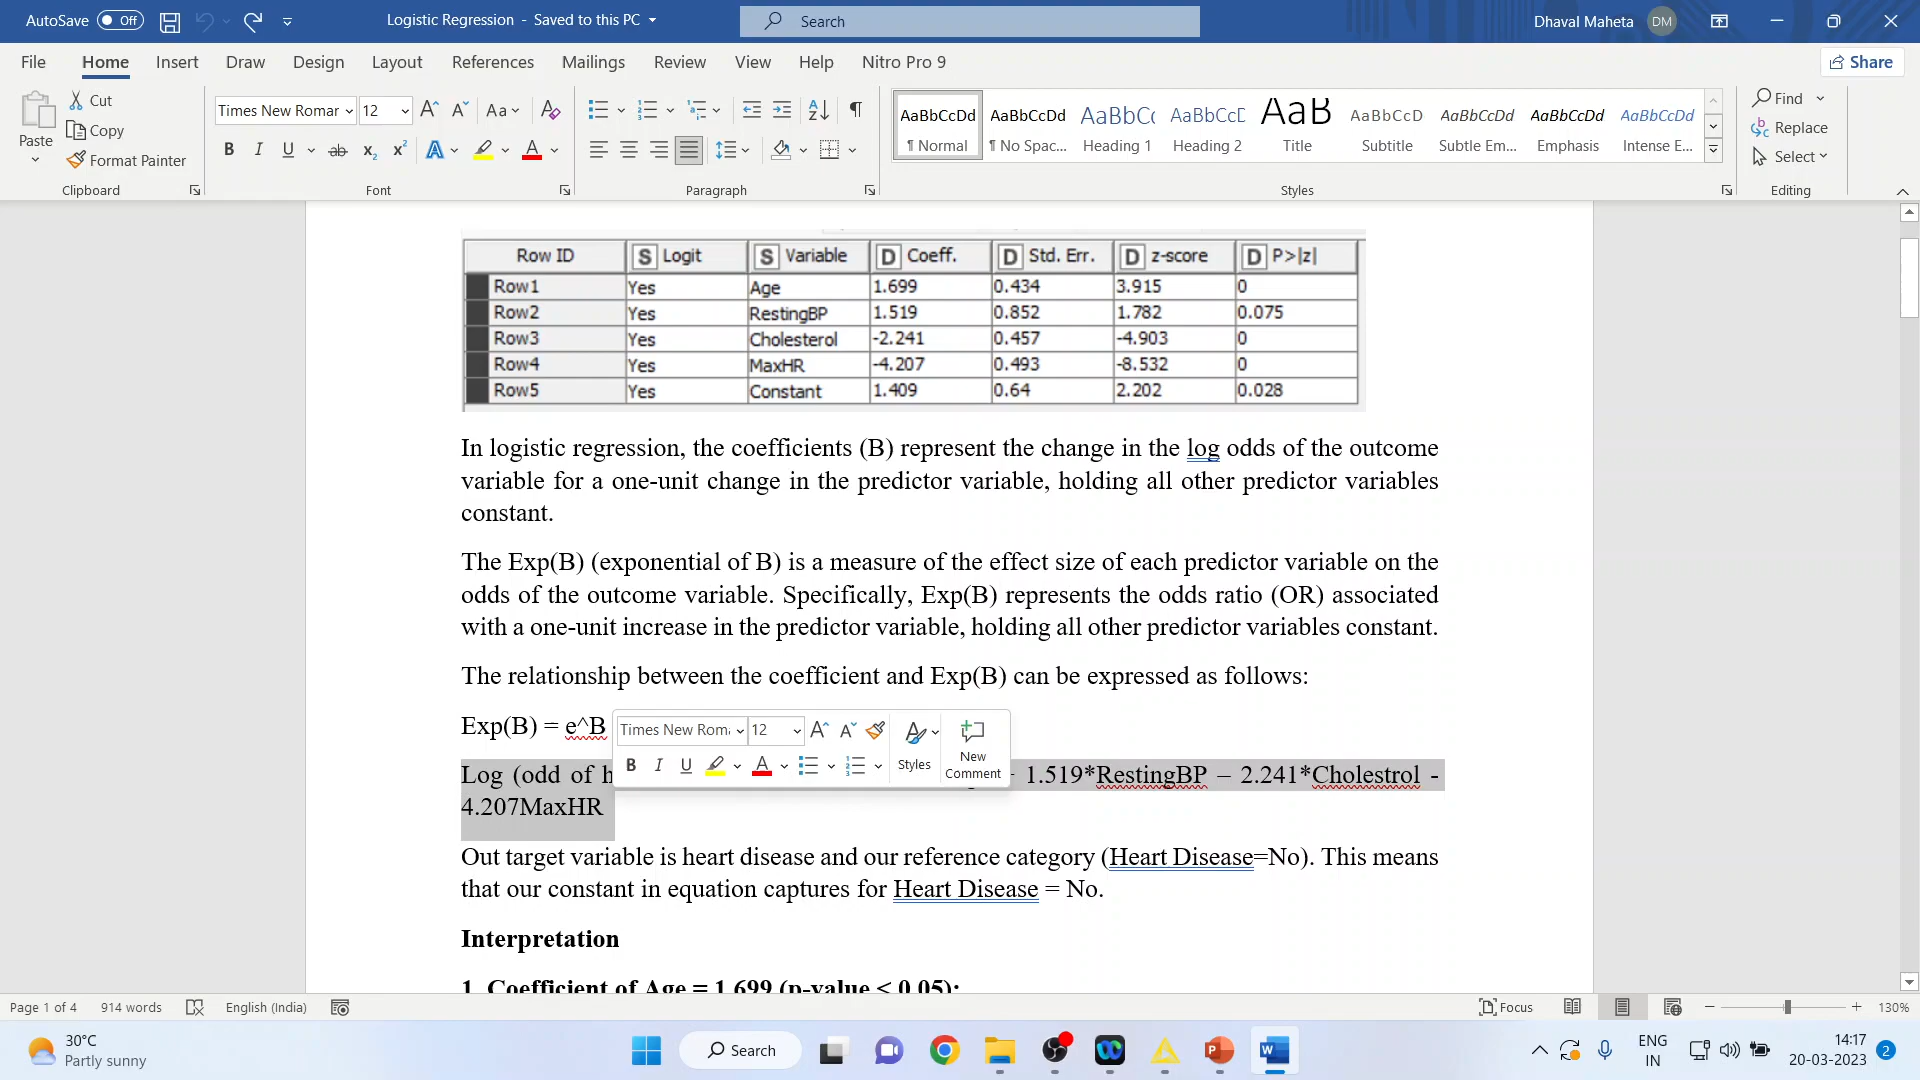 AutoSave Off Logistic Regression - Saved to this PC Search Dhaval Maheta DM
File Home Insert Draw Design Layout References Mailings Review View Help Nitro Pro 9 Share
Paste Cut Copy Format Painter
Times New Romar 12 Aa
B I U ab x₂ x² A A
AaBbCcDd AaBbCcDd AaBbCc AaBbCcE AaB AaBbCcD AaBbCcDd AaBbCcDd AaBbCcDd
¶ Normal ¶ No Spac... Heading 1 Heading 2 Title Subtitle Subtle Em... Emphasis Intense E...
Find
Replace
Select
Clipboard Font Paragraph Styles Editing
Row ID S Logit S Variable D Coeff. D Std. Err. D z-score D P>|z|
Row1 Yes Age 1.699 0.434 3.915 0
Row2 Yes RestingBP 1.519 0.852 1.782 0.075
Row3 Yes Cholesterol -2.241 0.457 -4.903 0
Row4 Yes MaxHR -4.207 0.493 -8.532 0
Row5 Yes Constant 1.409 0.64 2.202 0.028
In logistic regression, the coefficients (B) represent the change in the log odds of the outcome
variable for a one-unit change in the predictor variable, holding all other predictor variables
constant.
The Exp(B) (exponential of B) is a measure of the effect size of each predictor variable on the
odds of the outcome variable. Specifically, Exp(B) represents the odds ratio (OR) associated
with a one-unit increase in the predictor variable, holding all other predictor variables constant.
The relationship between the coefficient and Exp(B) can be expressed as follows:
Exp(B) = e^B
Times New Roma 12
B I U A Styles New
Comment
Log (odd of 1.519*RestingBP – 2.241*Cholestrol -
4.207MaxHR
Out target variable is heart disease and our reference category (Heart Disease=No). This means
that our constant in equation captures for Heart Disease = No.
Interpretation
1. Coefficient of Age = 1.699 (p-value < 0.05):
Page 1 of 4 914 words English (India) Focus 130%
30°C
Partly sunny
Search
ENG
IN
14:17
20-03-2023
2